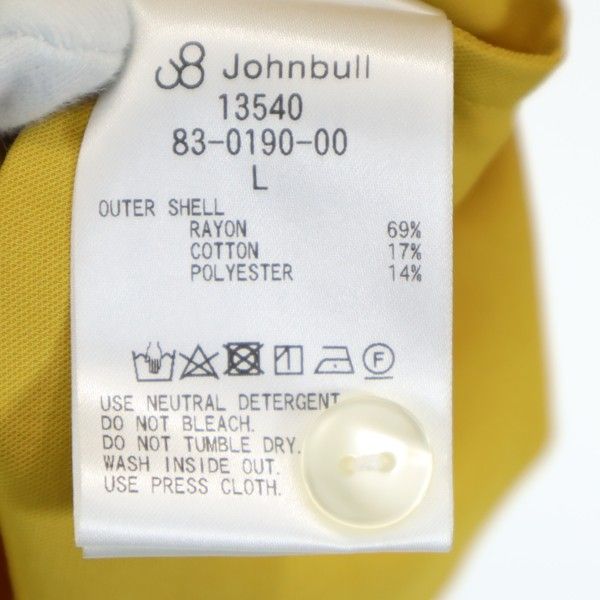 Johnbull
13540
83-0190-00
L
OUTER SHELL
RAYON 69%
COTTON 17%
POLYESTER 14%
F
USE NEUTRAL DETERGENT
DO NOT BLEACH.
DO NOT TUMBLE DRY.
WASH INSIDE OUT.
USE PRESS CLOTH.